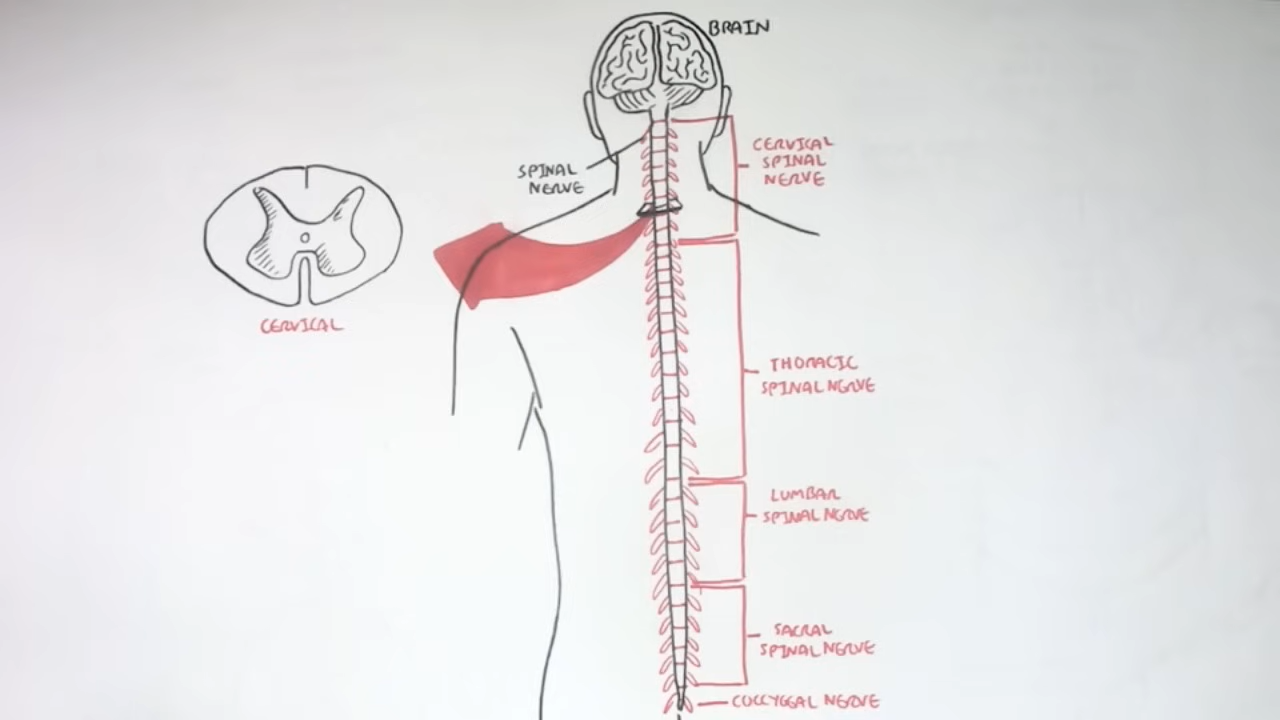 BRAIN
CERVICAL
SPINAL
NERVE
SPINAL
NERVE
CERVICAL
THORACIC
SPINAL NERVE
LUMBAR
SPINAL NERVE
SACRAL
SPINAL NERVE
COCCYGEAL NERVE